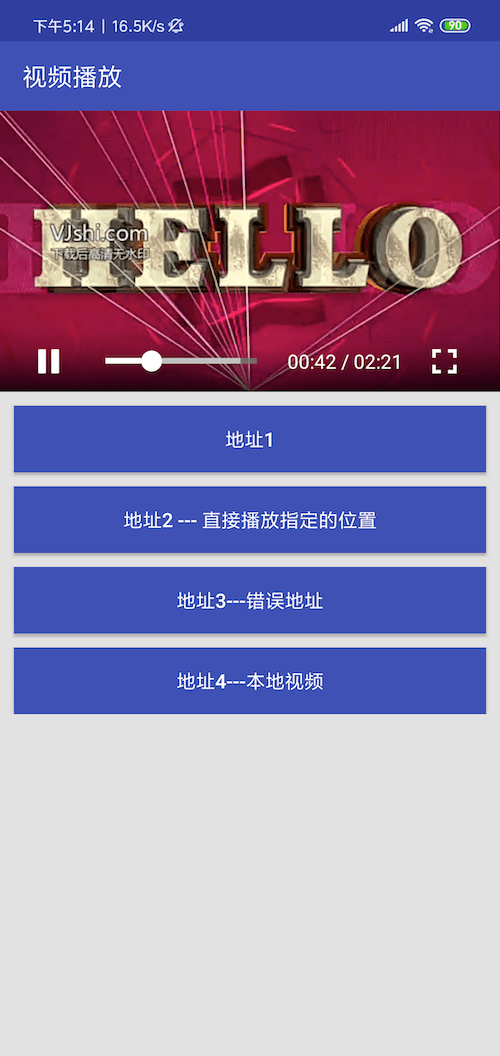 下午5:14 | 16.5K/s
90
视频播放
HELLO
VJshi.com
下载后高清无水印
00:42 / 02:21
地址1
地址2 --- 直接播放指定的位置
地址3---错误地址
地址4---本地视频